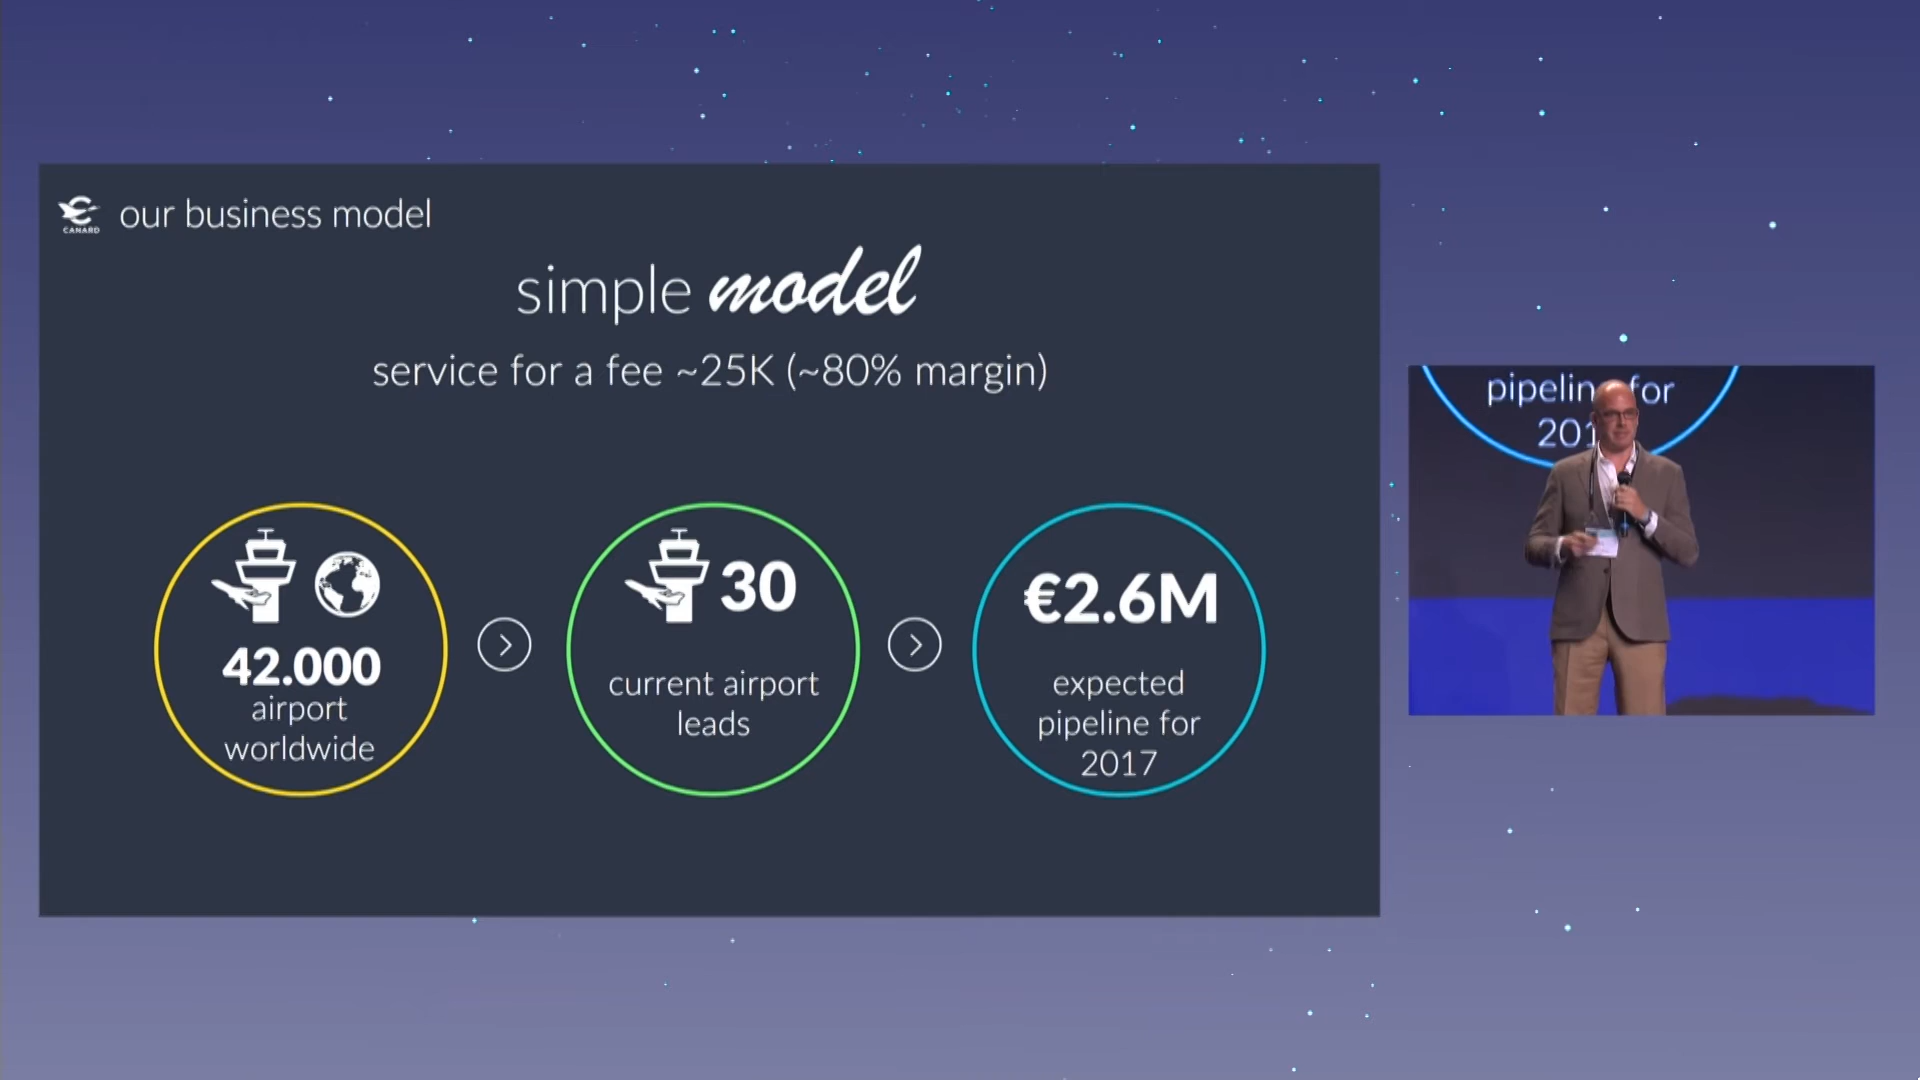 CANARD
our business model
simple model
service for a fee ~25K (~80% margin)
42.000
airport
worldwide
30
current airport
leads
€2.6M
expected
pipeline for
2017
pipelin for
201